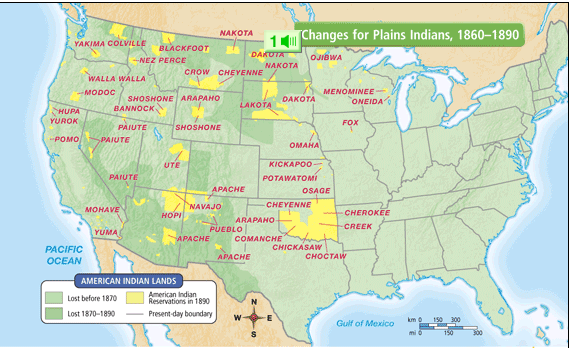 1
Changes for Plains Indians, 1860–1890
NAKOTA
YAKIMA COLVILLE
BLACKFOOT
DAKOTA
OJIBWA
NEZ PERCE
NAKOTA
CROW CHEYENNE
WALLA WALLA
MODOC
MENOMINEE
ONEIDA
SHOSHONE ARAPAHO
DAKOTA
LAKOTA
BANNOCK
HUPA
YUROK
FOX
PAIUTE
SHOSHONE
POMO
PAIUTE
OMAHA
UTE
KICKAPOO
POTAWATOMI
PAIUTE
APACHE
OSAGE
CHEYENNE
NAVAJO
MOHAVE
HOPI
ARAPAHO
CHEROKEE
PUEBLO
CREEK
YUMA
APACHE
COMANCHE
CHICKASAW
APACHE
CHOCTAW
PACIFIC
OCEAN
AMERICAN INDIAN LANDS
Lost before 1870
American Indian
Reservations in 1890
Lost 1870–1890
Present-day boundary
N
W
E
S
Gulf of Mexico
km 0 150 300
mi 0 150 300